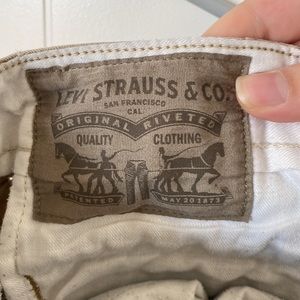 LEVI STRAUSS & CO.
SAN FRANCISCO
CAL.
ORIGINAL RIVETED
QUALITY CLOTHING
PATENTED MAY 20 1873